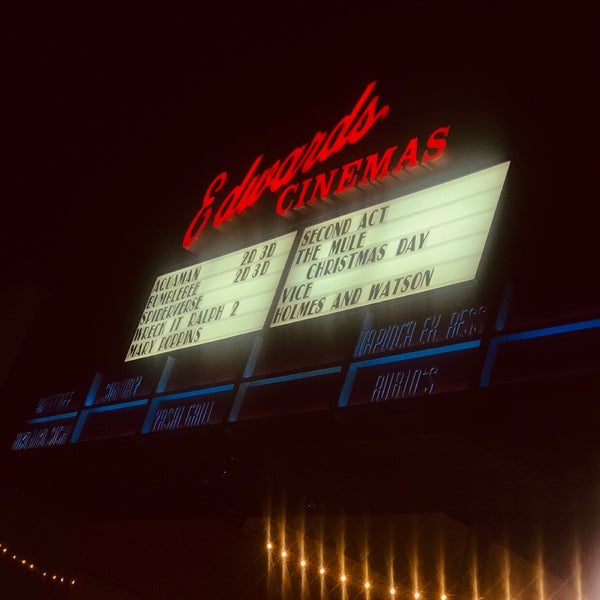 Edwards
CINEMAS
AQUAMAN 2D 3D
BUMBLEBEE 2D 3D
SPIDERVERSE
WRECK IT RALPH 2
MARY POPPINS
SECOND ACT
THE MULE
CHRISTMAS DAY
VICE
HOLMES AND WATSON
SUBWAY
RUBIO'S